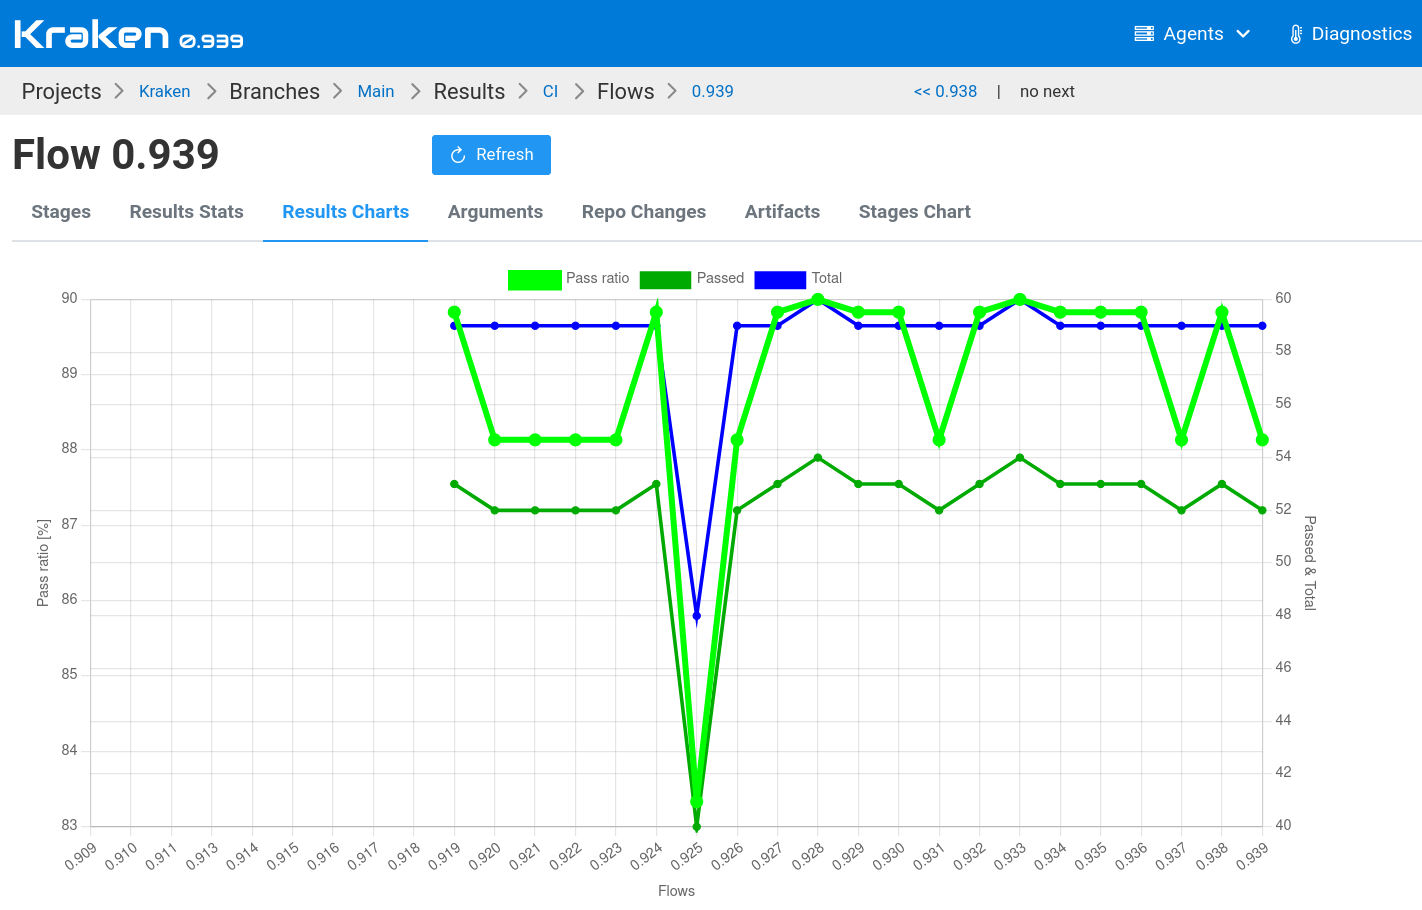 Kraken 0.939
Agents
Diagnostics
Projects > Kraken > Branches > Main > Results > CI > Flows > 0.939
<< 0.938 | no next
Flow 0.939
Refresh
Stages Results Stats Results Charts Arguments Repo Changes Artifacts Stages Chart
Pass ratio Passed Total
90
89
88
87
86
85
84
83
Pass ratio [%]
60
58
56
54
52
50
48
46
44
42
40
Passed & Total
0.909 0.910 0.911 0.913 0.914 0.915 0.916 0.917 0.918 0.919 0.920 0.921 0.922 0.923 0.924 0.925 0.926 0.927 0.928 0.929 0.930 0.931 0.932 0.933 0.934 0.935 0.936 0.937 0.938 0.939
Flows